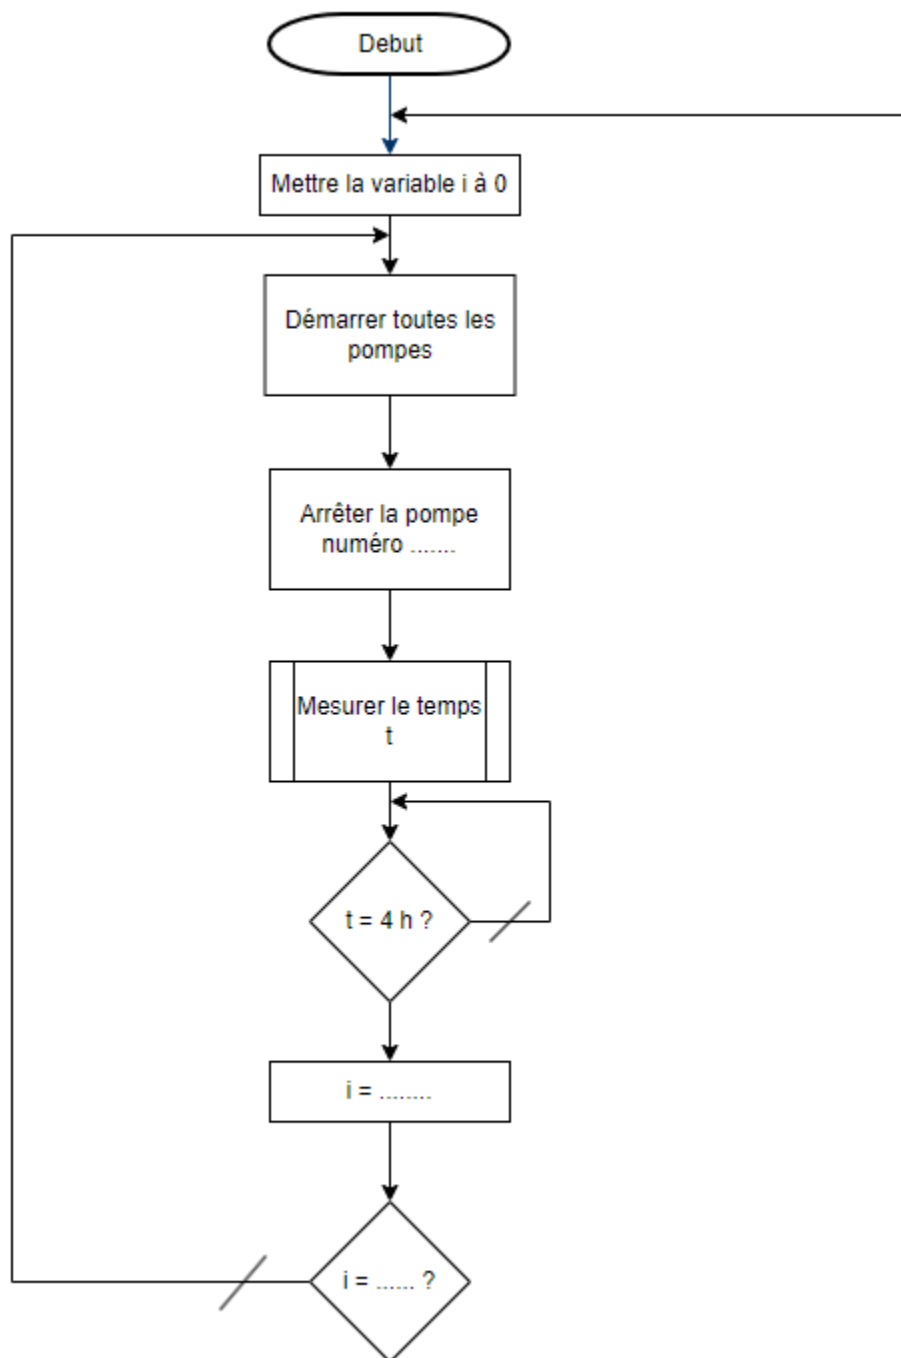 Debut
Mettre la variable i à 0
Démarrer toutes les
pompes
Arrêter la pompe
numéro .......
Mesurer le temps
t
t = 4 h ?
i = ........
i = ...... ?